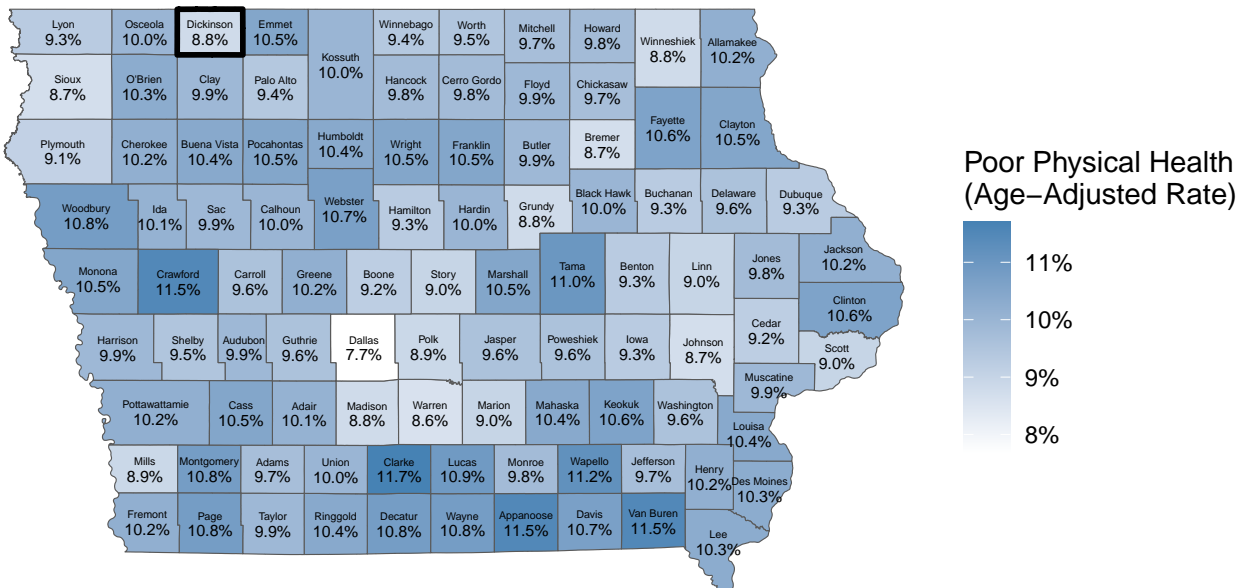 Lyon
9.3%
Osceola
10.0%
Dickinson
8.8%
Emmet
10.5%
Kossuth
10.0%
Winnebago
9.4%
Worth
9.5%
Mitchell
9.7%
Howard
9.8%
Winneshiek
8.8%
Allamakee
10.2%
Sioux
8.7%
O'Brien
10.3%
Clay
9.9%
Palo Alto
9.4%
Hancock
9.8%
Cerro Gordo
9.8%
Floyd
9.9%
Chickasaw
9.7%
Fayette
10.6%
Clayton
10.5%
Plymouth
9.1%
Cherokee
10.2%
Buena Vista
10.4%
Pocahontas
10.5%
Humboldt
10.4%
Wright
10.5%
Franklin
10.5%
Butler
9.9%
Bremer
8.7%
Woodbury
10.8%
Ida
10.1%
Sac
9.9%
Calhoun
10.0%
Webster
10.7%
Hamilton
9.3%
Hardin
10.0%
Grundy
8.8%
Black Hawk
10.0%
Buchanan
9.3%
Delaware
9.6%
Dubuque
9.3%
Monona
10.5%
Crawford
11.5%
Carroll
9.6%
Greene
10.2%
Boone
9.2%
Story
9.0%
Marshall
10.5%
Tama
11.0%
Benton
9.3%
Linn
9.0%
Jones
9.8%
Jackson
10.2%
Clinton
10.6%
Harrison
9.9%
Shelby
9.5%
Audubon
9.9%
Guthrie
9.6%
Dallas
7.7%
Polk
8.9%
Jasper
9.6%
Poweshiek
9.6%
Iowa
9.3%
Johnson
8.7%
Cedar
9.2%
Scott
9.0%
Muscatine
9.9%
Pottawattamie
10.2%
Cass
10.5%
Adair
10.1%
Madison
8.8%
Warren
8.6%
Marion
9.0%
Mahaska
10.4%
Keokuk
10.6%
Washington
9.6%
Louisa
10.4%
Mills
8.9%
Montgomery
10.8%
Adams
9.7%
Union
10.0%
Clarke
11.7%
Lucas
10.9%
Monroe
9.8%
Wapello
11.2%
Jefferson
9.7%
Henry
10.2%
Des Moines
10.3%
Fremont
10.2%
Page
10.8%
Taylor
9.9%
Ringgold
10.4%
Decatur
10.8%
Wayne
10.8%
Appanoose
11.5%
Davis
10.7%
Van Buren
11.5%
Lee
10.3%
Poor Physical Health
(Age−Adjusted Rate)
11%
10%
9%
8%